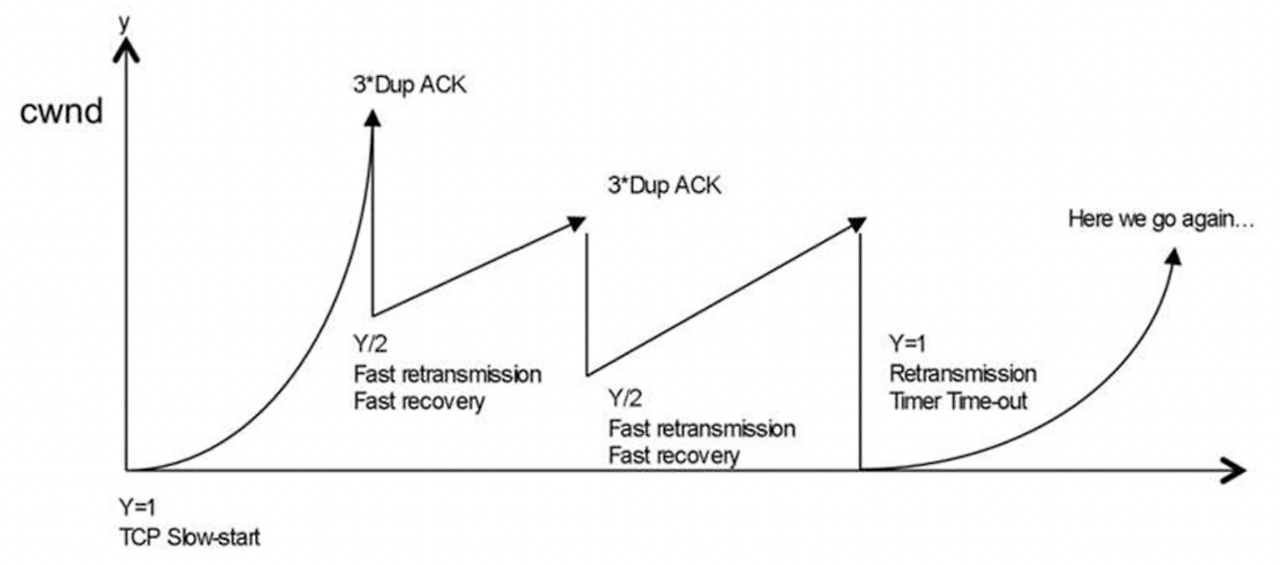 y
cwnd
3*Dup ACK
3*Dup ACK
Here we go again...
Y/2
Fast retransmission
Fast recovery
Y/2
Fast retransmission
Fast recovery
Y=1
Retransmission
Timer Time-out
Y=1
TCP Slow-start